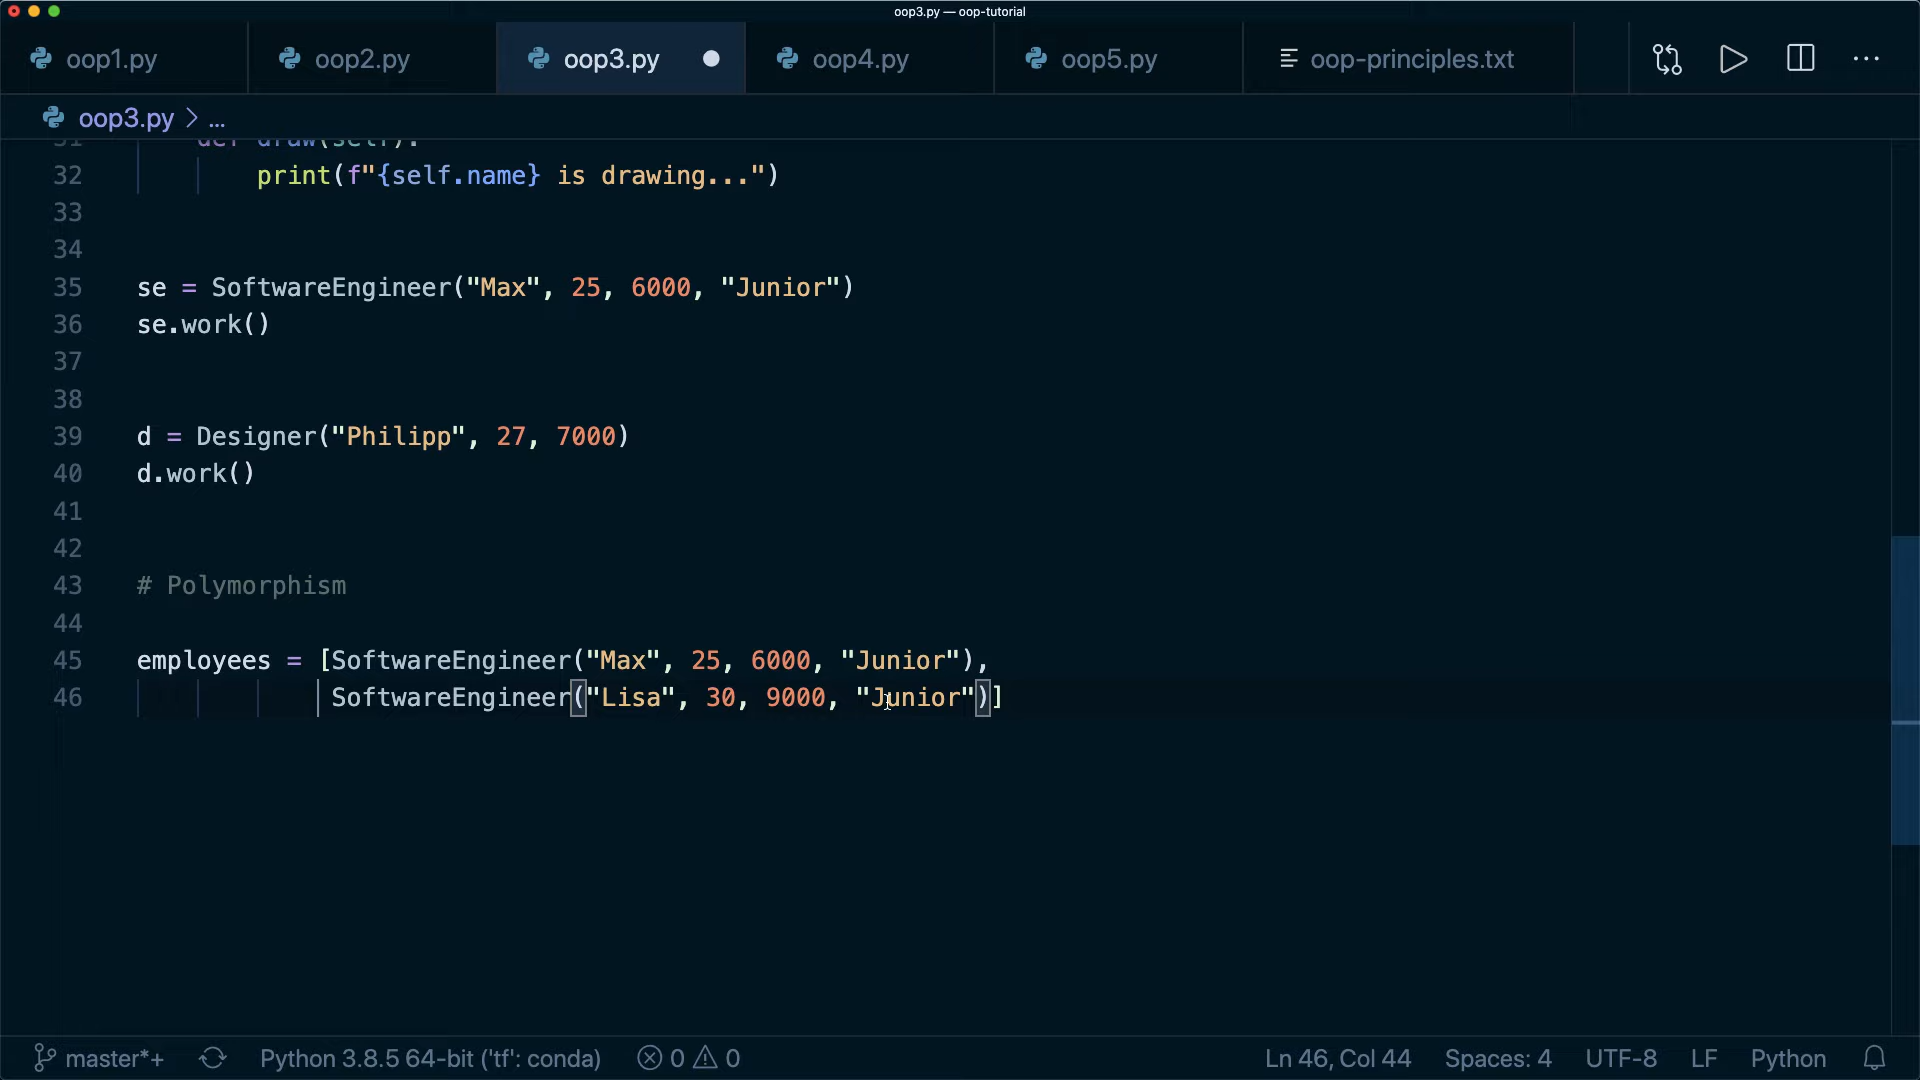 oop3.py — oop-tutorial
oop1.py
oop2.py
oop3.py
oop4.py
oop5.py
oop-principles.txt
oop3.py > ...
31 def draw(self):
32 print(f"{self.name} is drawing...")
33
34
35 se = SoftwareEngineer("Max", 25, 6000, "Junior")
36 se.work()
37
38
39 d = Designer("Philipp", 27, 7000)
40 d.work()
41
42
43 # Polymorphism
44
45 employees = [SoftwareEngineer("Max", 25, 6000, "Junior"),
46 SoftwareEngineer("Lisa", 30, 9000, "Junior")]
master*+
Python 3.8.5 64-bit ('tf': conda)
0
0
Ln 46, Col 44
Spaces: 4
UTF-8
LF
Python